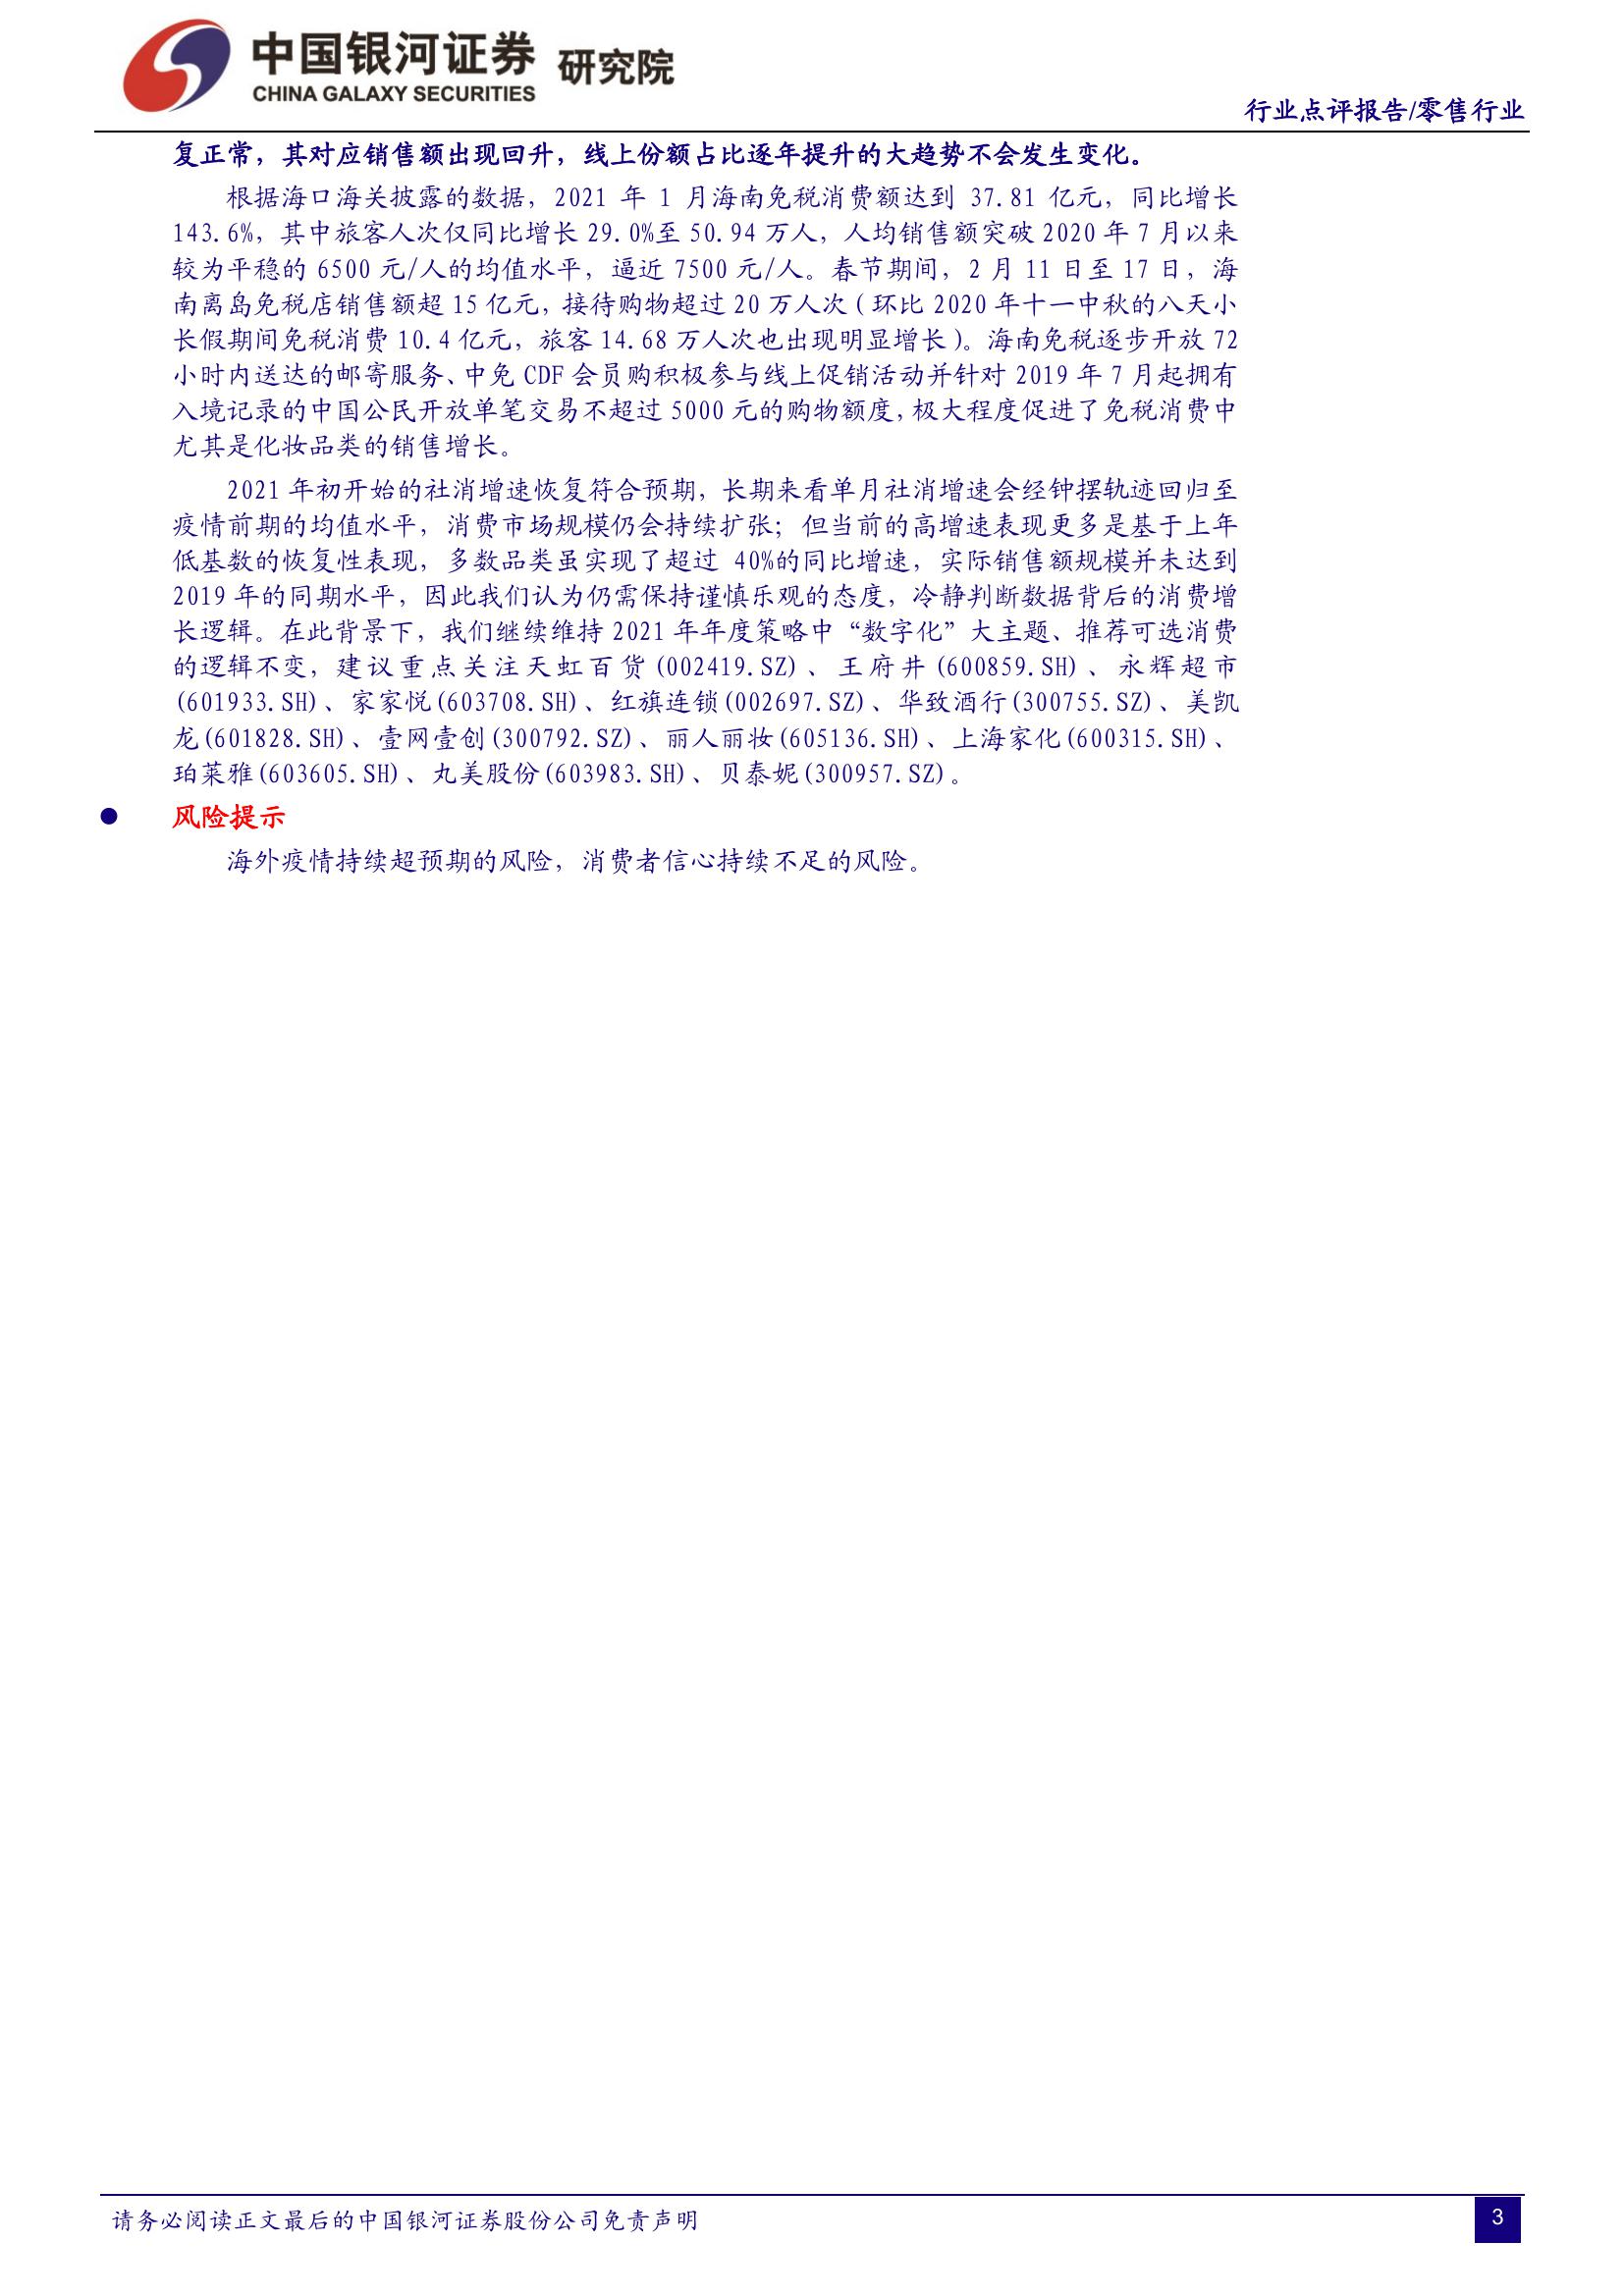 中国银河证券 研究院
CHINA GALAXY SECURITIES
行业点评报告/零售行业
复正常，其对应销售额出现回升，线上份额占比逐年提升的大趋势不会发生变化。
根据海口海关披露的数据，2021 年 1 月海南免税消费额达到 37.81 亿元，同比增长
143.6%，其中旅客人次仅同比增长 29.0%至 50.94 万人，人均销售额突破 2020 年 7 月以来
较为平稳的 6500 元/人的均值水平，逼近 7500 元/人。春节期间，2 月 11 日至 17 日，海
南离岛免税店销售额超 15 亿元，接待购物超过 20 万人次（环比 2020 年十一中秋的八天小
长假期间免税消费 10.4 亿元，旅客 14.68 万人次也出现明显增长）。海南免税逐步开放 72
小时内送达的邮寄服务、中免 CDF 会员购积极参与线上促销活动并针对 2019 年 7 月起拥有
入境记录的中国公民开放单笔交易不超过 5000 元的购物额度，极大程度促进了免税消费中
尤其是化妆品类的销售增长。
2021 年初开始的社消增速恢复符合预期，长期来看单月社消增速会经钟摆轨迹回归至
疫情前期的均值水平，消费市场规模仍会持续扩张；但当前的高增速表现更多是基于上年
低基数的恢复性表现，多数品类虽实现了超过 40%的同比增速，实际销售额规模并未达到
2019 年的同期水平，因此我们认为仍需保持谨慎乐观的态度，冷静判断数据背后的消费增
长逻辑。在此背景下，我们继续维持 2021 年年度策略中“数字化”大主题、推荐可选消费
的逻辑不变，建议重点关注天虹百货(002419.SZ)、王府井(600859.SH)、永辉超市
(601933.SH)、家家悦(603708.SH)、红旗连锁(002697.SZ)、华致酒行(300755.SZ)、美凯
龙(601828.SH)、壹网壹创(300792.SZ)、丽人丽妆(605136.SH)、上海家化(600315.SH)、
珀莱雅(603605.SH)、丸美股份(603983.SH)、贝泰妮(300957.SZ)。
● 风险提示
海外疫情持续超预期的风险，消费者信心持续不足的风险。
请务必阅读正文最后的中国银河证券股份公司免责声明
3